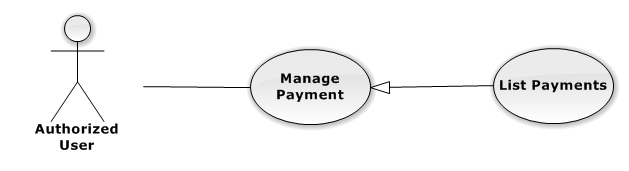 Authorized
User
Manage
Payment
List Payments